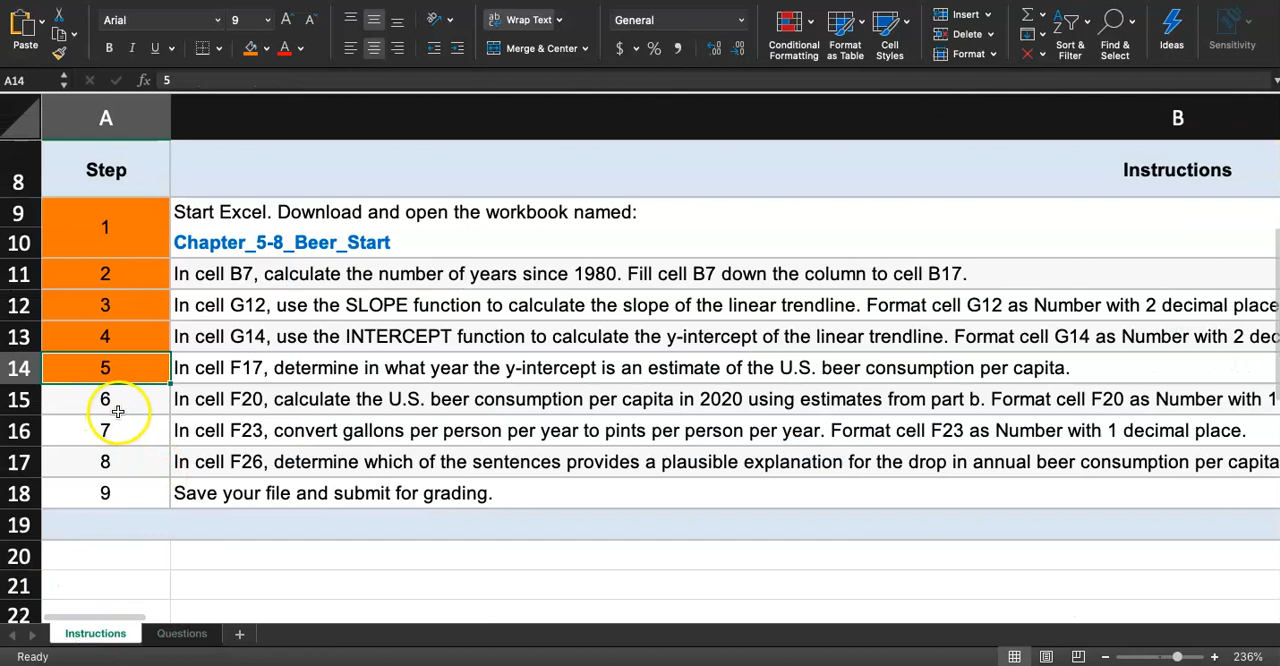 Paste
Arial
9
A
A
B
I
U
A
Wrap Text
Merge & Center
General
$
%
Conditional
Formatting
Format
as Table
Cell
Styles
Insert
Delete
Format
Sort &
Filter
Find &
Select
Ideas
Sensitivity
A14
fx
5
A
B
8
Step
Instructions
9
1
Start Excel. Download and open the workbook named:
10
Chapter_5-8_Beer_Start
11
2
In cell B7, calculate the number of years since 1980. Fill cell B7 down the column to cell B17.
12
3
In cell G12, use the SLOPE function to calculate the slope of the linear trendline. Format cell G12 as Number with 2 decimal place
13
4
In cell G14, use the INTERCEPT function to calculate the y-intercept of the linear trendline. Format cell G14 as Number with 2 dec
14
5
In cell F17, determine in what year the y-intercept is an estimate of the U.S. beer consumption per capita.
15
6
In cell F20, calculate the U.S. beer consumption per capita in 2020 using estimates from part b. Format cell F20 as Number with 1
16
7
In cell F23, convert gallons per person per year to pints per person per year. Format cell F23 as Number with 1 decimal place.
17
8
In cell F26, determine which of the sentences provides a plausible explanation for the drop in annual beer consumption per capita
18
9
Save your file and submit for grading.
19
20
21
22
Instructions
Questions
Ready
236%